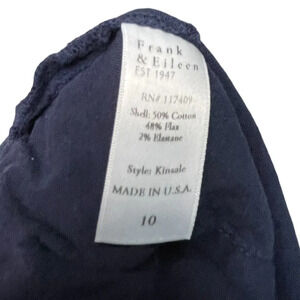 Frank
& Eileen
EST 1947
RN# 117409
Shell: 50% Cotton
48% Flax
2% Elastane
Style: Kinsale
MADE IN U.S.A.
10